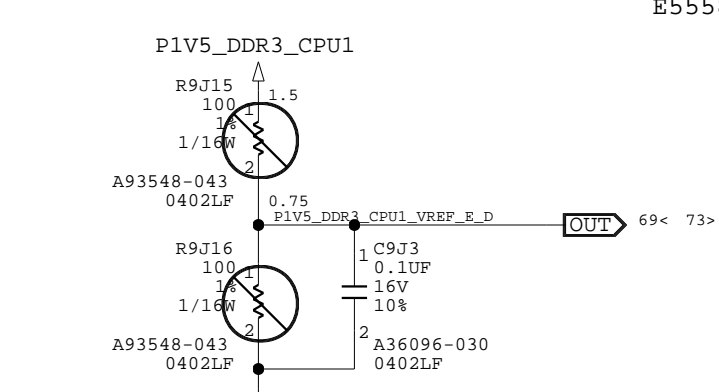 E555
P1V5_DDR3_CPU1
R9J15
1.5
100
1
1%
1/16W
2
A93548-043
0402LF
0.75
P1V5_DDR3_CPU1_VREF_E_D
OUT
69< 73>
R9J16
100
1
1%
1/16W
2
A93548-043
0402LF
C9J3
1
0.1UF
16V
10%
2
A36096-030
0402LF